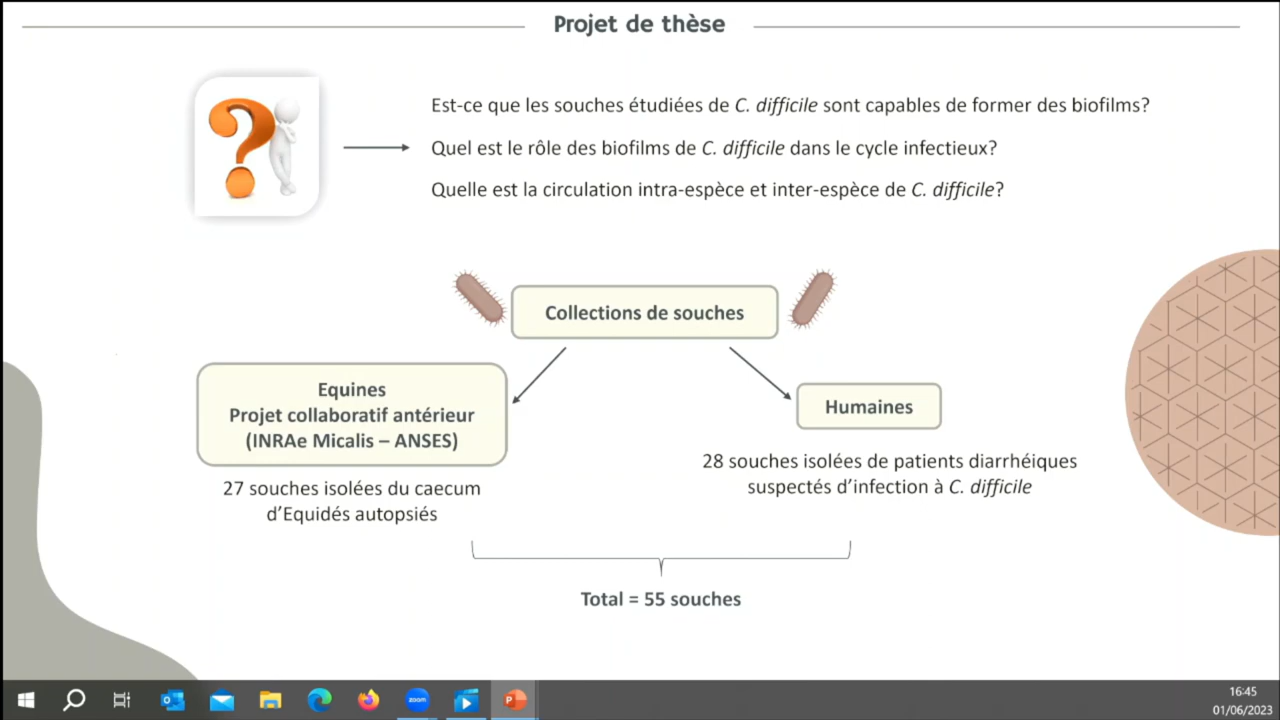 Projet de thèse
Est-ce que les souches étudiées de C. difficile sont capables de former des biofilms?
Quel est le rôle des biofilms de C. difficile dans le cycle infectieux?
Quelle est la circulation intra-espèce et inter-espèce de C. difficile?
Collections de souches
Equines
Projet collaboratif antérieur
(INRAe Micalis – ANSES)
Humaines
27 souches isolées du caecum
d'Equidés autopsiés
28 souches isolées de patients diarrhéiques
suspectés d'infection à C. difficile
Total = 55 souches
zoom
16:45
01/06/2023